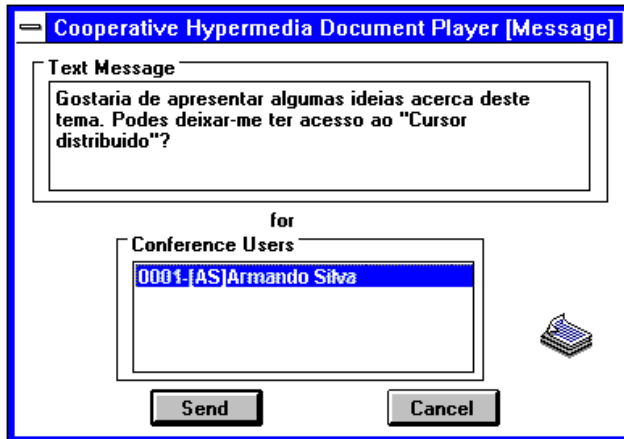 Cooperative Hypermedia Document Player [Message]
Text Message
Gostaria de apresentar algumas ideias acerca deste
tema. Podes deixar-me ter acesso ao "Cursor
distribuido"?
for
Conference Users
0001-[AS]Armando Silva
Send Cancel